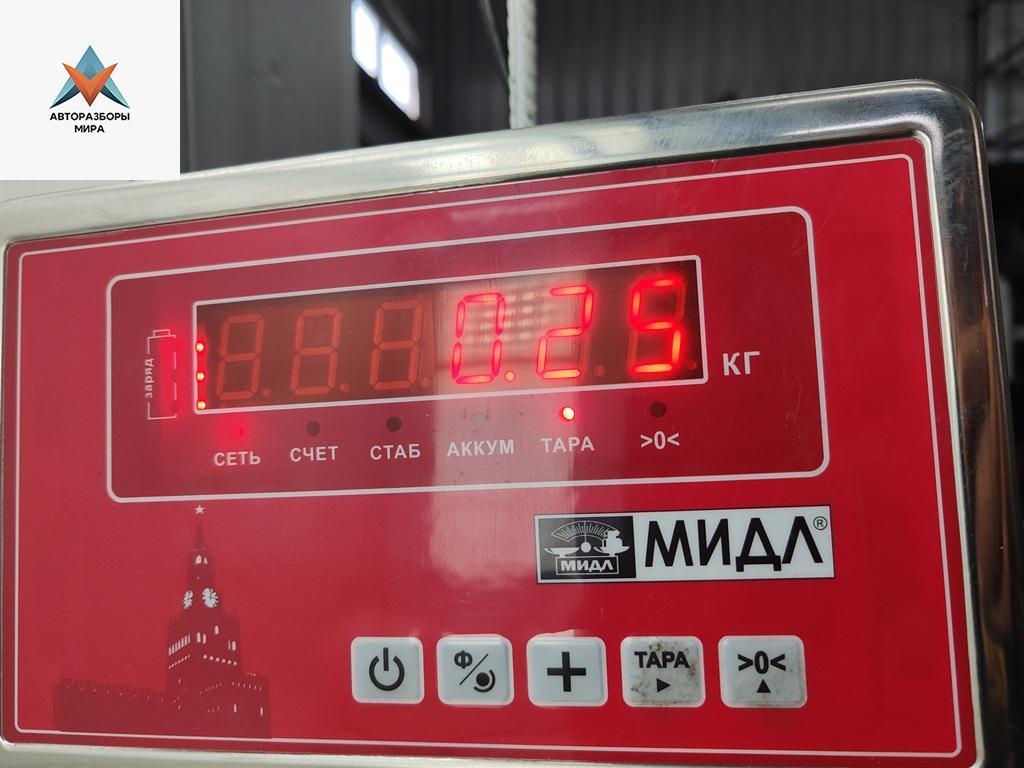 АВТОРАЗБОРЫ
МИРА
заряд
0.25
КГ
СЕТЬ СЧЕТ СТАБ АККУМ ТАРА >0<
МИДЛ МИДЛ®
Ф/ + ТАРА >0<